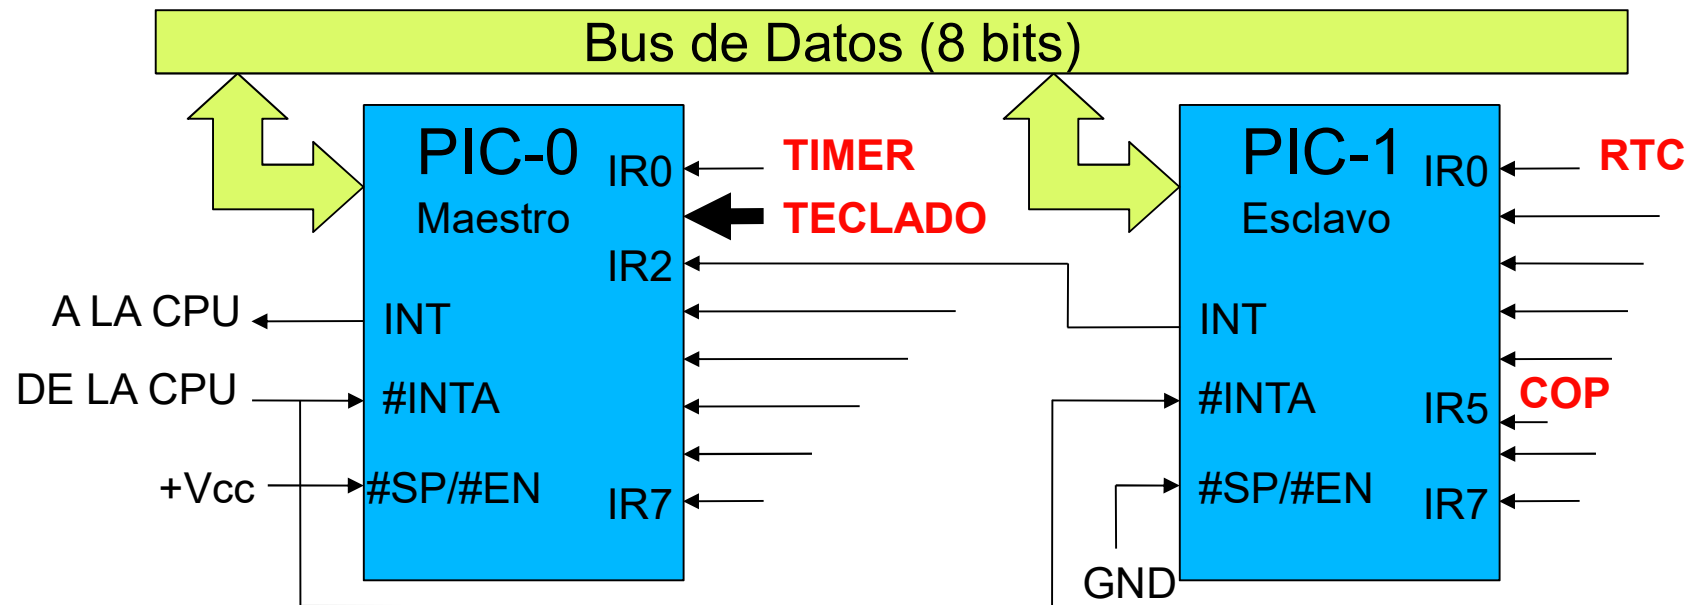 Bus de Datos (8 bits)
PIC-0
Maestro
IR0
TIMER
TECLADO
IR2
A LA CPU
INT
DE LA CPU
#INTA
+Vcc
#SP/#EN
IR7
PIC-1
Esclavo
IR0
RTC
INT
#INTA
IR5
COP
#SP/#EN
IR7
GND